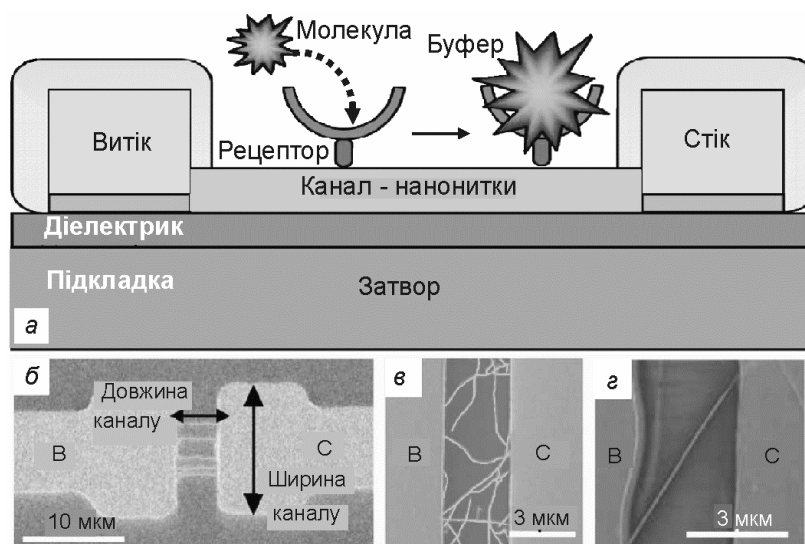 Молекула
Буфер
Витік
Рецептор
Стік
Канал - нанонитки
Діелектрик
Підкладка
Затвор
а
б
Довжина
каналу
В
С
Ширина
каналу
10 мкм
в
В
С
3 мкм
г
В
С
3 мкм